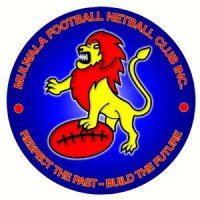 MULWALA FOOTBALL NETBALL CLUB INC.
RESPECT THE PAST - BUILD THE FUTURE